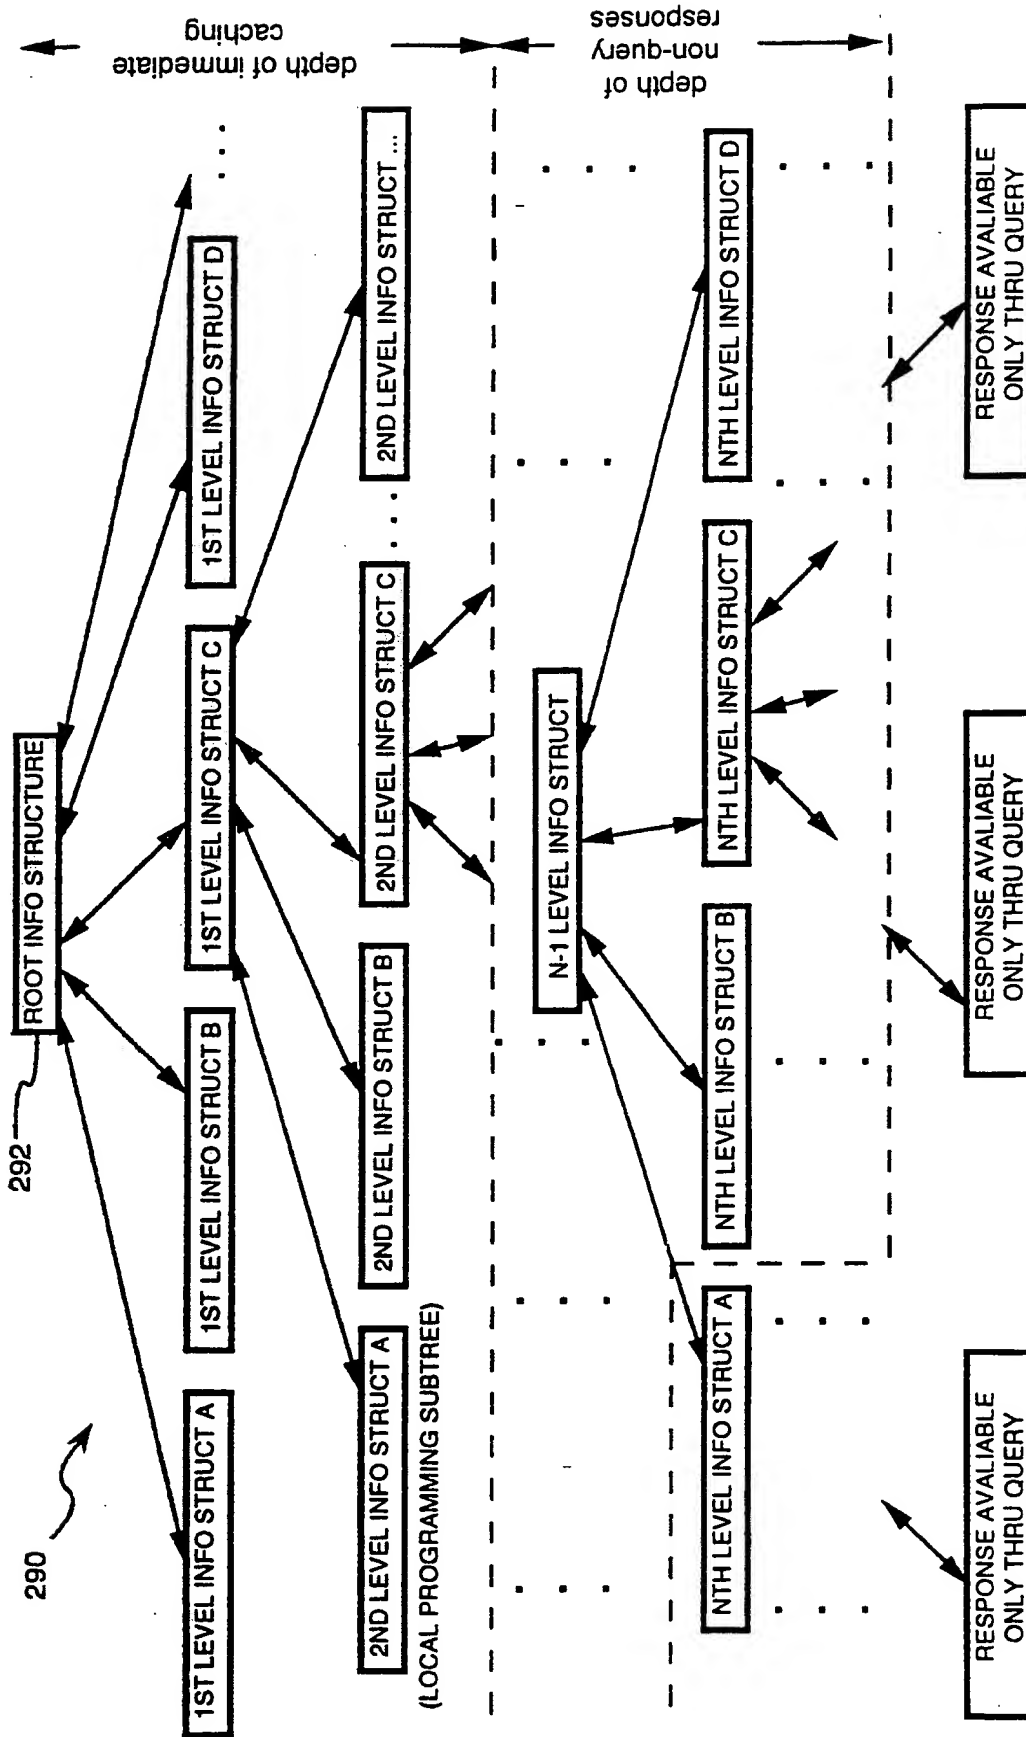 290
292
ROOT INFO STRUCTURE
1ST LEVEL INFO STRUCT A
1ST LEVEL INFO STRUCT B
1ST LEVEL INFO STRUCT C
1ST LEVEL INFO STRUCT D
. . .
depth of immediate
caching
2ND LEVEL INFO STRUCT A
(LOCAL PROGRAMMING SUBTREE)
2ND LEVEL INFO STRUCT B
2ND LEVEL INFO STRUCT C
. . .
2ND LEVEL INFO STRUCT ...
N-1 LEVEL INFO STRUCT
depth of
non-query
responses
NTH LEVEL INFO STRUCT A
NTH LEVEL INFO STRUCT B
NTH LEVEL INFO STRUCT C
NTH LEVEL INFO STRUCT D
RESPONSE AVALIABLE
ONLY THRU QUERY
RESPONSE AVALIABLE
ONLY THRU QUERY
RESPONSE AVALIABLE
ONLY THRU QUERY